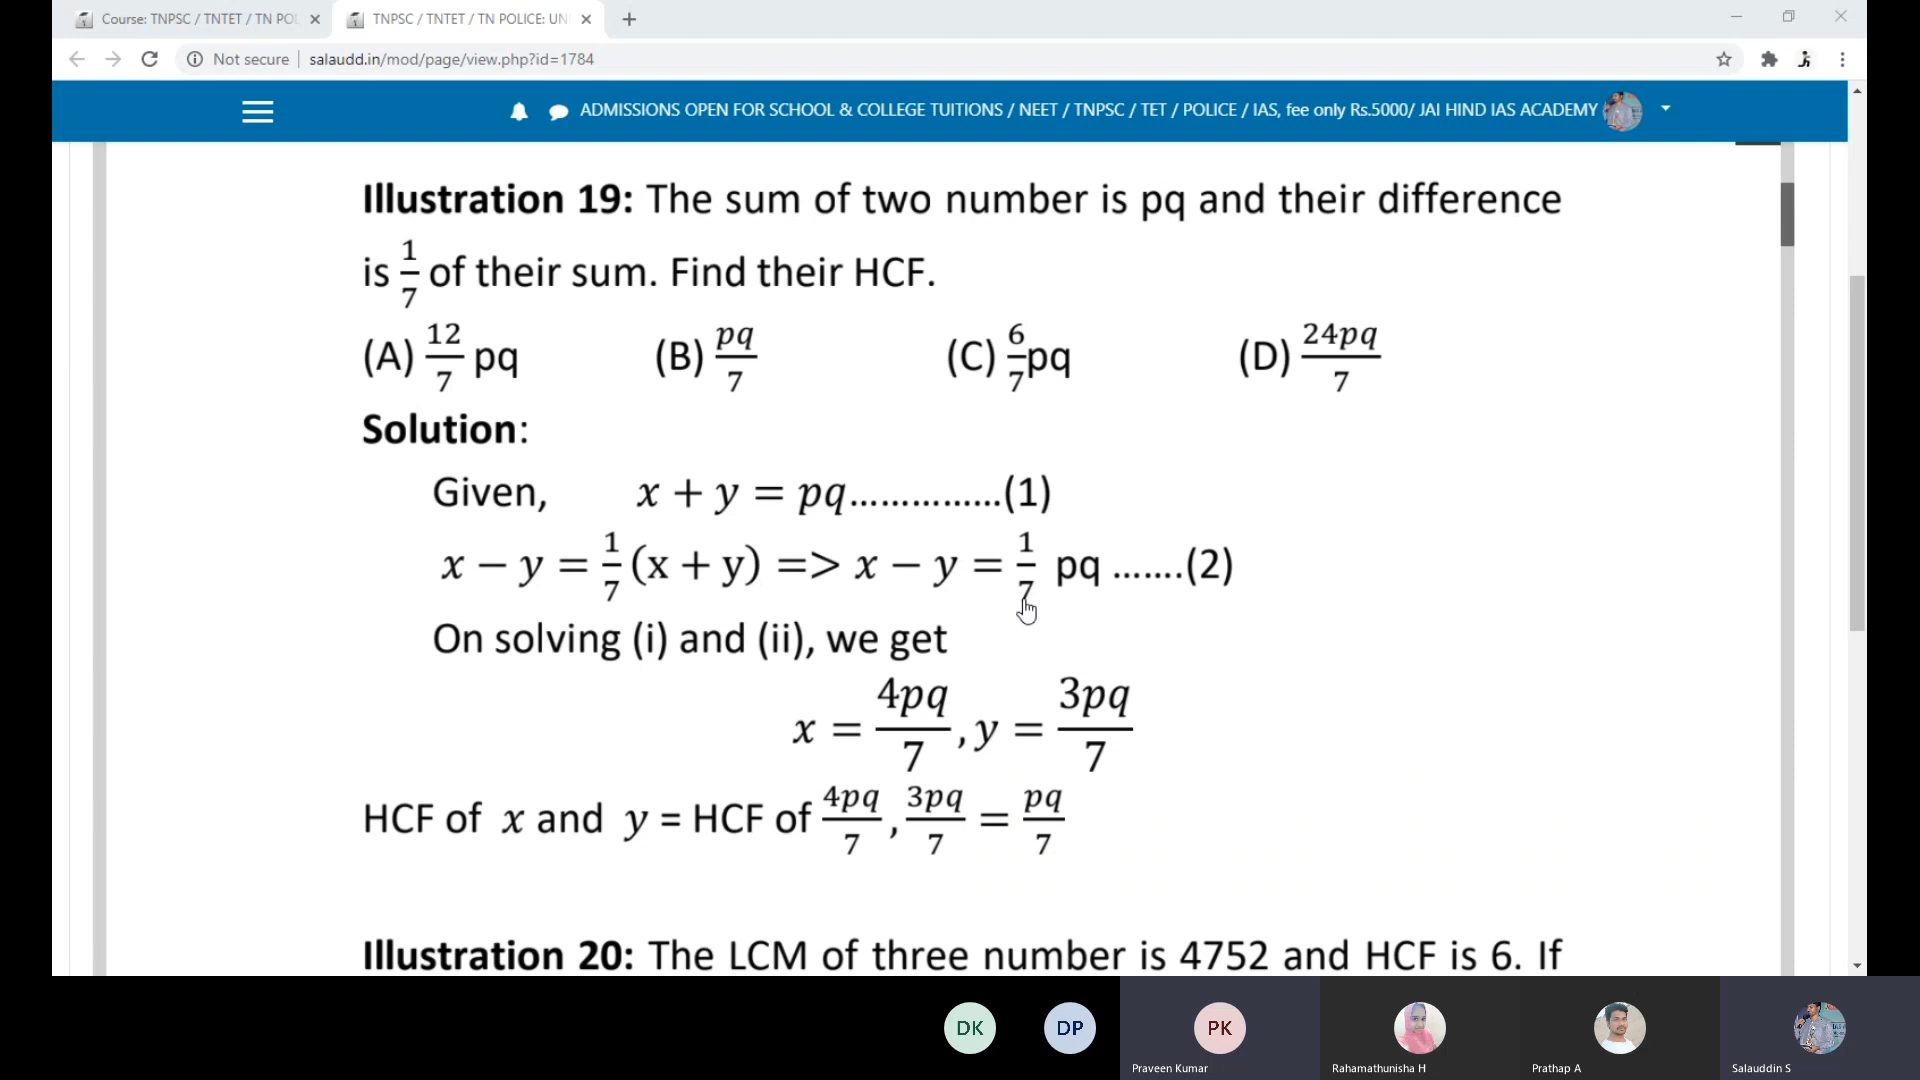 Course: TNPSC / TNTET / TN POL
TNPSC / TNTET / TN POLICE: UNI
Not secure | salaudd.in/mod/page/view.php?id=1784
ADMISSIONS OPEN FOR SCHOOL & COLLEGE TUITIONS / NEET / TNPSC / TET / POLICE / IAS, fee only Rs.5000/ JAI HIND IAS ACADEMY
Illustration 19: The sum of two number is pq and their difference
is 1/7 of their sum. Find their HCF.
(A) 12/7 pq (B) pq/7 (C) 6/7pq (D) 24pq/7
Solution:
Given, x + y = pq...............(1)
x − y = 1/7 (x + y) => x − y = 1/7 pq .......(2)
On solving (i) and (ii), we get
x = 4pq/7, y = 3pq/7
HCF of x and y = HCF of 4pq/7, 3pq/7 = pq/7
Illustration 20: The LCM of three number is 4752 and HCF is 6. If
DK
DP
PK
Praveen Kumar
Rahamathunisha H
Prathap A
Salauddin S